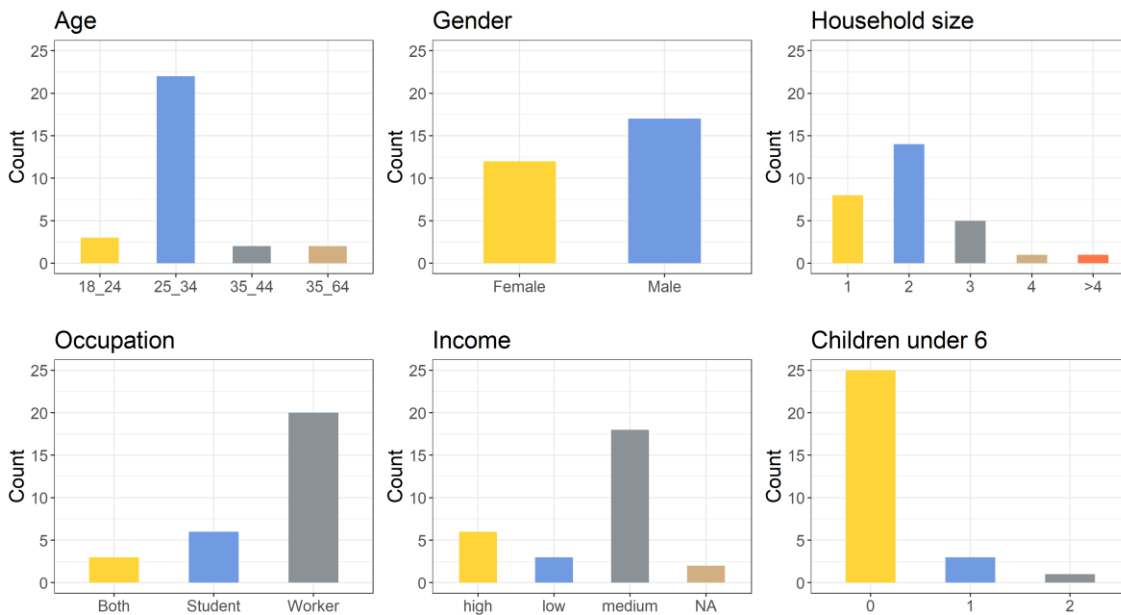 Age
Count
25
20
15
10
5
0
18_24 25_34 35_44 35_64
Gender
Count
25
20
15
10
5
0
Female Male
Household size
Count
25
20
15
10
5
0
1 2 3 4 >4
Occupation
Count
25
20
15
10
5
0
Both Student Worker
Income
Count
25
20
15
10
5
0
high low medium NA
Children under 6
Count
25
20
15
10
5
0
0 1 2